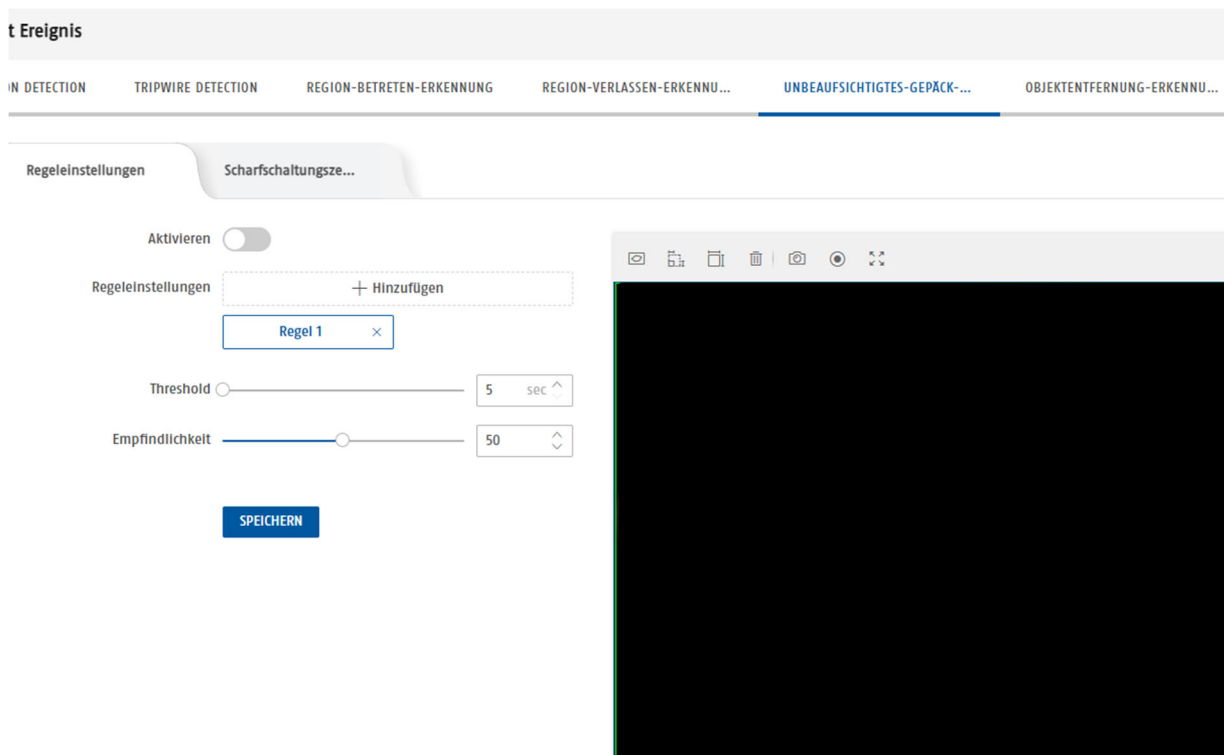 t Ereignis
ON DETECTION TRIPWIRE DETECTION REGION-BETRETEN-ERKENNUNG REGION-VERLASSEN-ERKENNU... UNBEAUFSICHTIGTES-GEPÄCK-... OBJEKTENTFERNUNG-ERKENNU...
Regeleinstellungen Scharfschaltungsze...
Aktivieren
Regeleinstellungen + Hinzufügen
Regel 1 ×
Threshold 5 sec
Empfindlichkeit 50
SPEICHERN